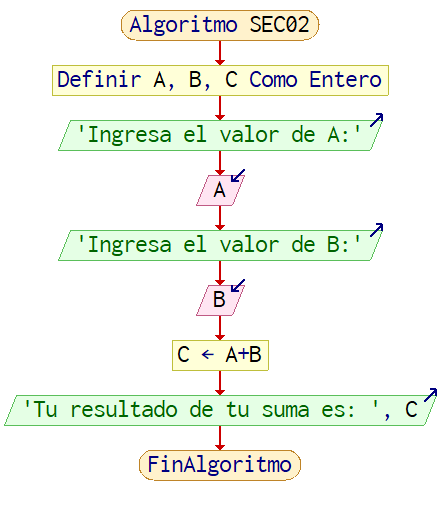 Algoritmo SEC02
Definir A, B, C Como Entero
'Ingresa el valor de A:'
A
'Ingresa el valor de B:'
B
C ← A+B
'Tu resultado de tu suma es: ', C
FinAlgoritmo